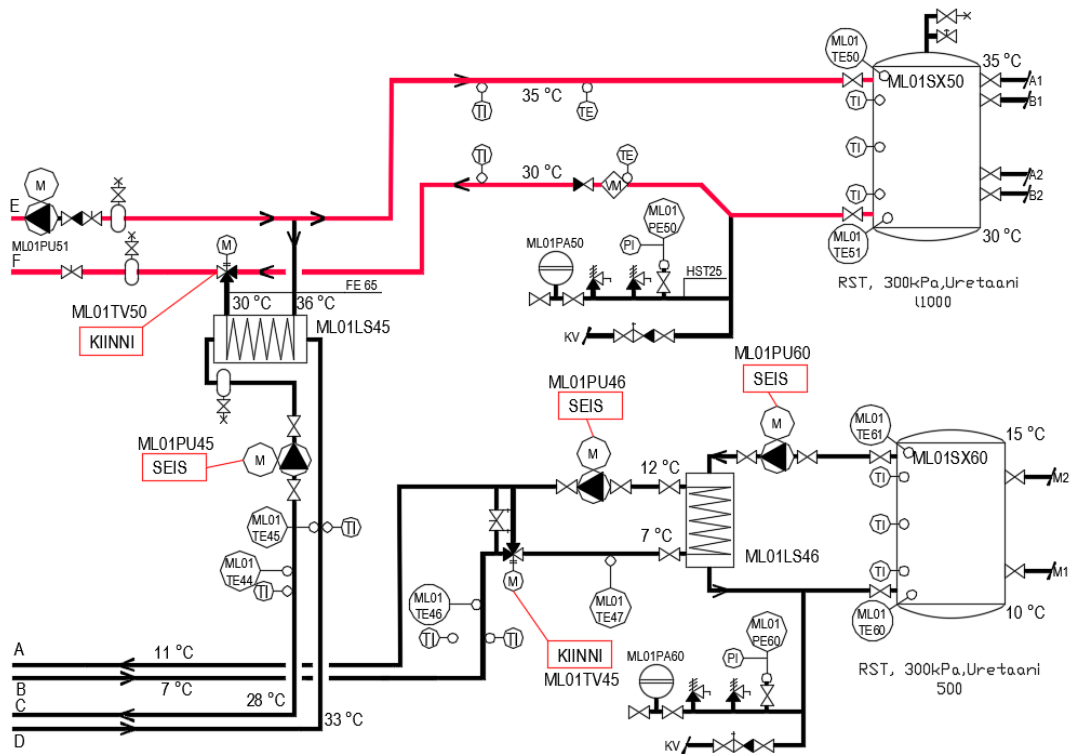 ML01
TE50
35 °C
ML01SX50
A1
TI
B1
35 °C
TI
TE
TI
TI
30 °C
TE
VM
M
A2
TI
B2
E
ML01PU51
F
M
ML01
PE50
ML01
TE51
30 °C
ML01PA50
PI
HST25
RST, 300kPa,Uretaani
l1000
FE 65
30 °C
36 °C
ML01TV50
KIINNI
ML01LS45
KV
ML01PU60
SEIS
ML01PU46
SEIS
M
ML01
TE61
15 °C
ML01PU45
SEIS
M
M
12 °C
ML01SX60
TI
M2
ML01
TE45
TI
7 °C
TI
ML01LS46
ML01
TE44
TI
M
TI
M1
ML01
TE46
TI
TI
ML01
TE47
ML01
TE60
10 °C
ML01
PE60
A
11 °C
KIINNI
ML01TV45
ML01PA60
PI
B
7 °C
RST, 300kPa,Uretaani
500
C
28 °C
D
33 °C
KV